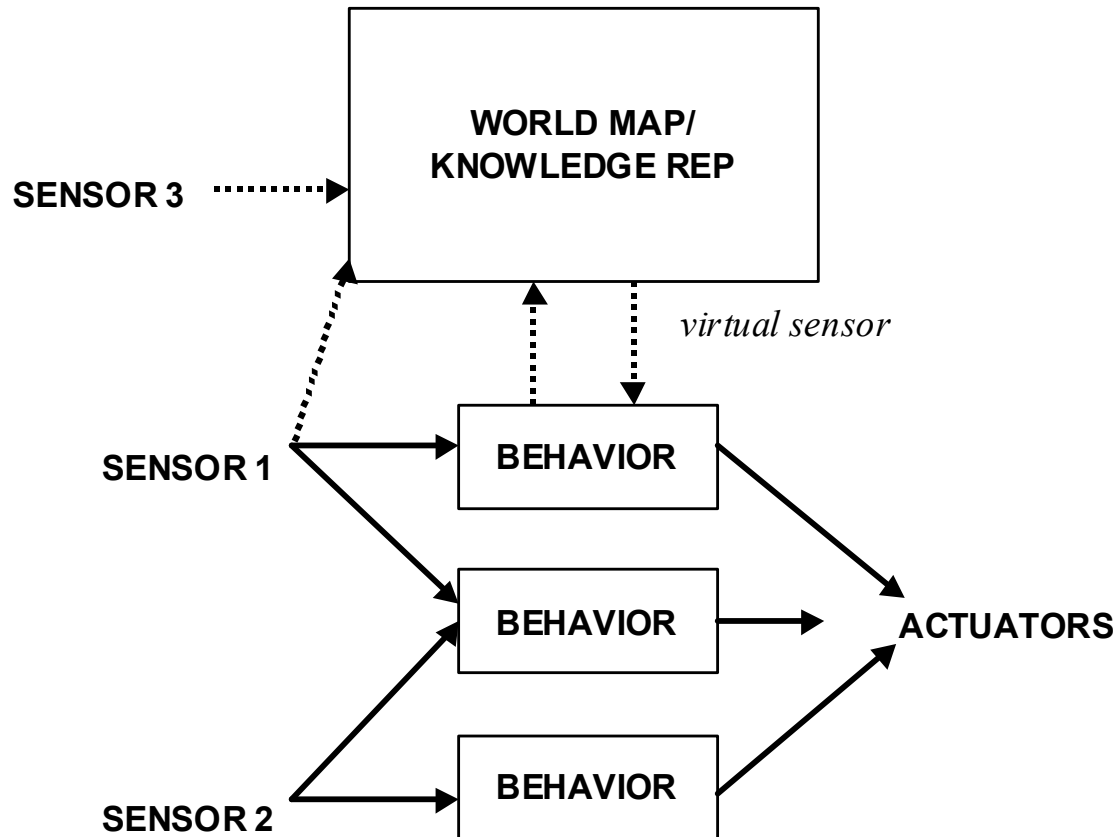 WORLD MAP/
KNOWLEDGE REP
SENSOR 3
virtual sensor
SENSOR 1
BEHAVIOR
BEHAVIOR
ACTUATORS
BEHAVIOR
SENSOR 2